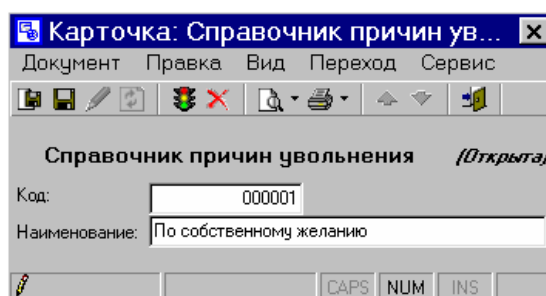 Карточка: Справочник причин ув...
Документ Правка Вид Переход Сервис
Справочник причин увольнения (Открыта)
Код: 000001
Наименование: По собственному желанию
CAPS NUM INS